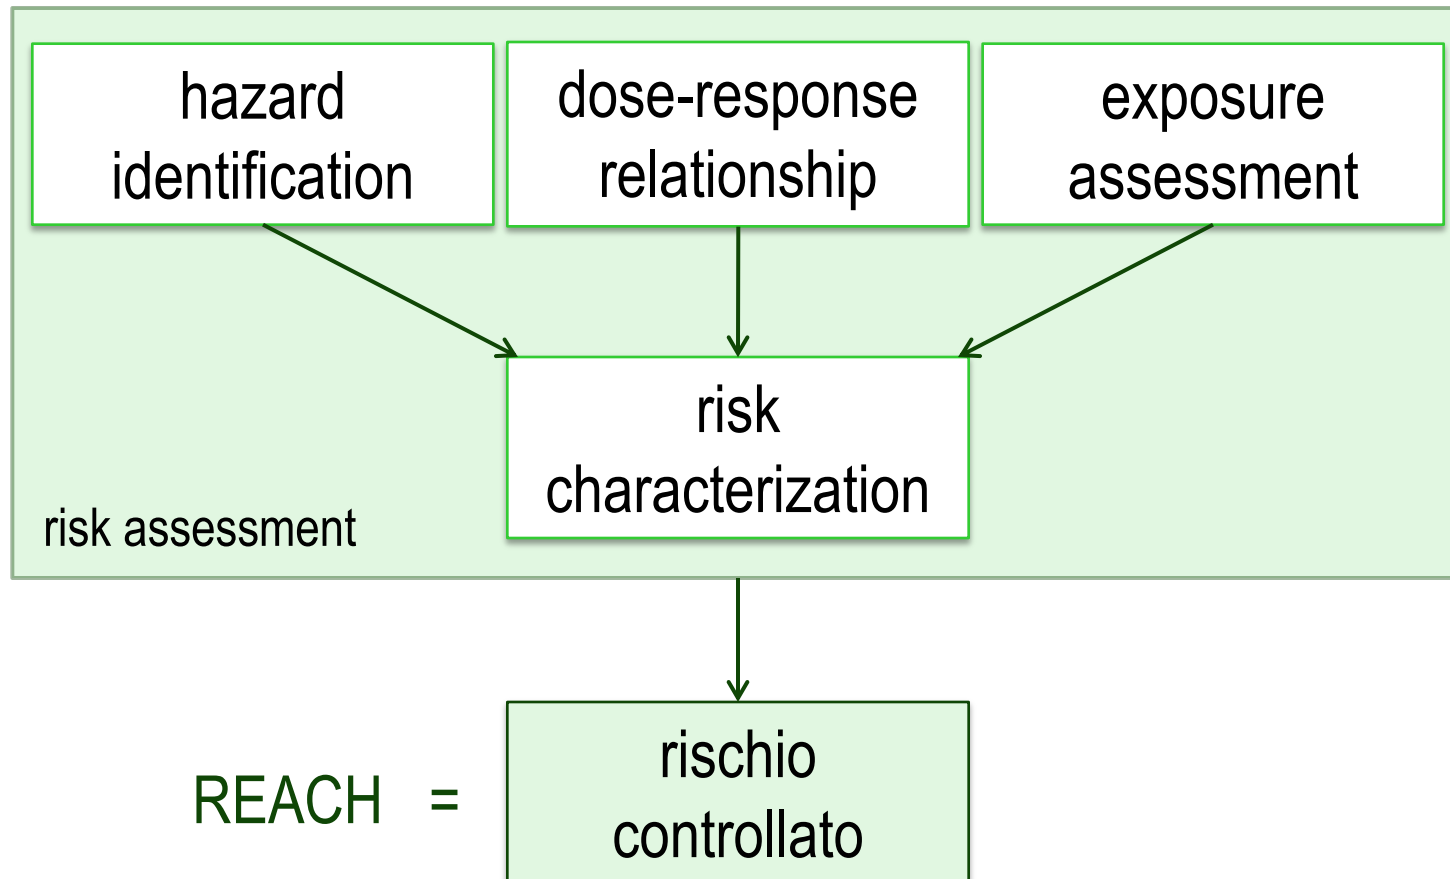 hazard
identification
dose-response
relationship
exposure
assessment
risk
characterization
risk assessment
REACH =
rischio
controllato